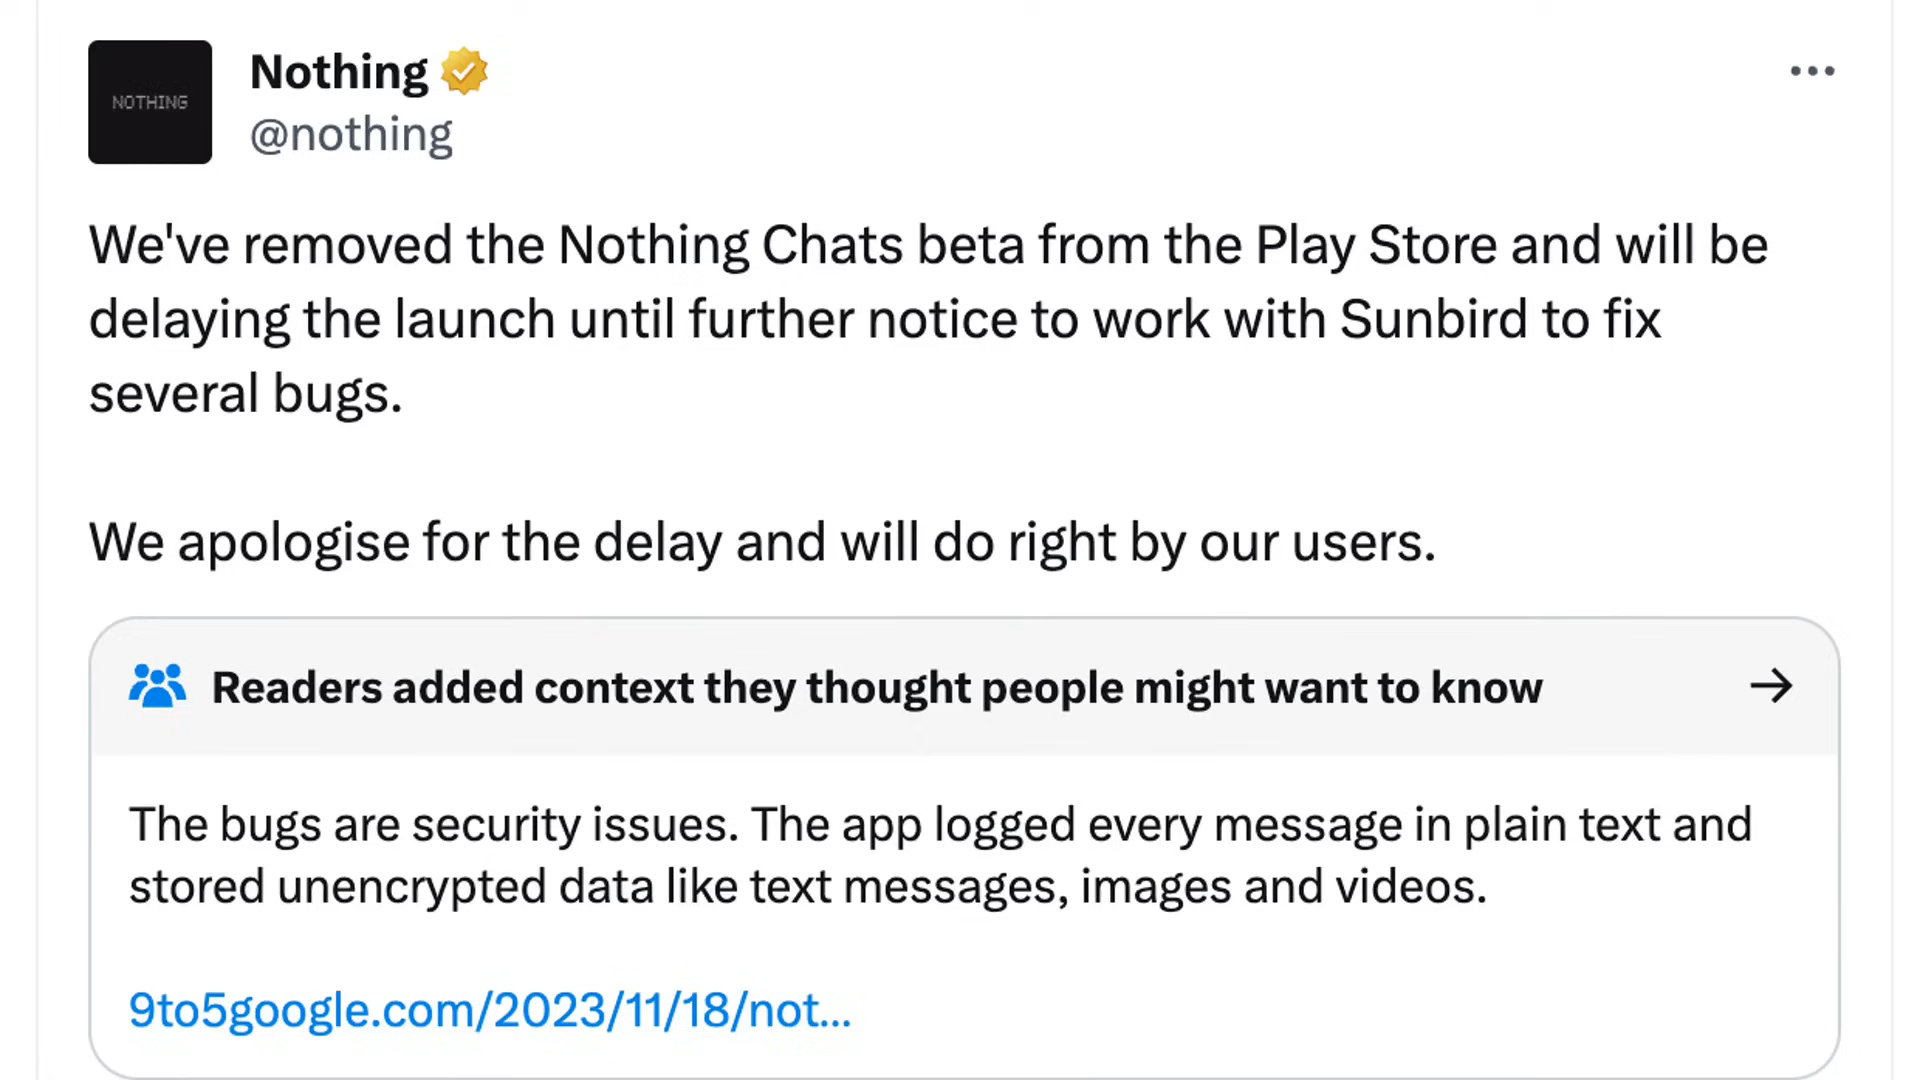 NOTHING
Nothing
@nothing
We've removed the Nothing Chats beta from the Play Store and will be
delaying the launch until further notice to work with Sunbird to fix
several bugs.
We apologise for the delay and will do right by our users.
Readers added context they thought people might want to know
The bugs are security issues. The app logged every message in plain text and
stored unencrypted data like text messages, images and videos.
9to5google.com/2023/11/18/not...